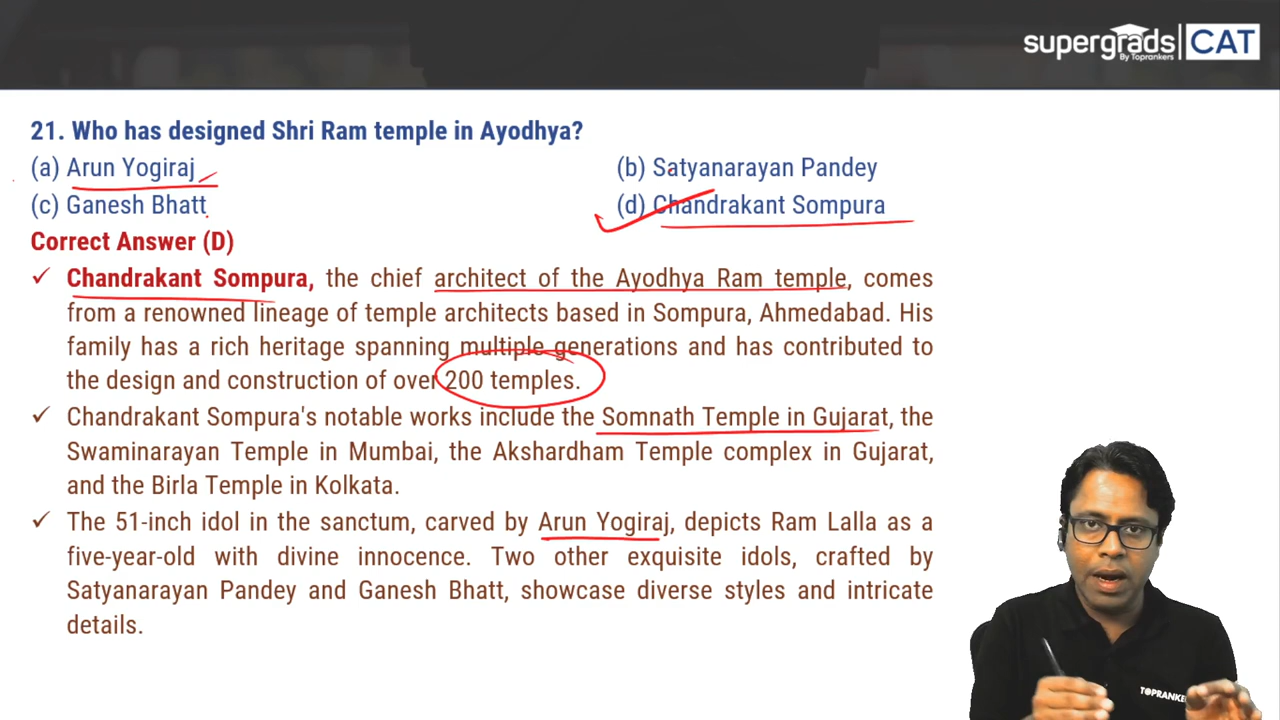 supergrads
By Toprankers
CAT
21. Who has designed Shri Ram temple in Ayodhya?
(a) Arun Yogiraj (b) Satyanarayan Pandey
(c) Ganesh Bhatt (d) Chandrakant Sompura
Correct Answer (D)
✓ Chandrakant Sompura, the chief architect of the Ayodhya Ram temple, comes
from a renowned lineage of temple architects based in Sompura, Ahmedabad. His
family has a rich heritage spanning multiple generations and has contributed to
the design and construction of over 200 temples.
✓ Chandrakant Sompura's notable works include the Somnath Temple in Gujarat, the
Swaminarayan Temple in Mumbai, the Akshardham Temple complex in Gujarat,
and the Birla Temple in Kolkata.
✓ The 51-inch idol in the sanctum, carved by Arun Yogiraj, depicts Ram Lalla as a
five-year-old with divine innocence. Two other exquisite idols, crafted by
Satyanarayan Pandey and Ganesh Bhatt, showcase diverse styles and intricate
details.